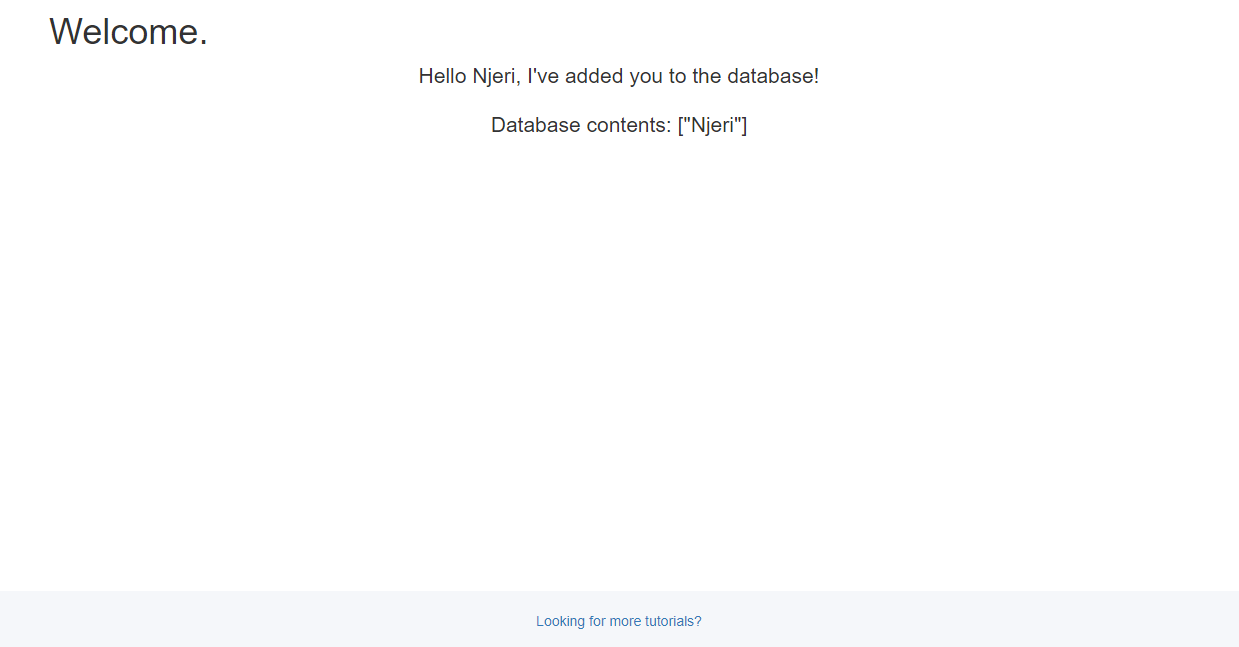 Welcome.
Hello Njeri, I've added you to the database!
Database contents: ["Njeri"]
Looking for more tutorials?